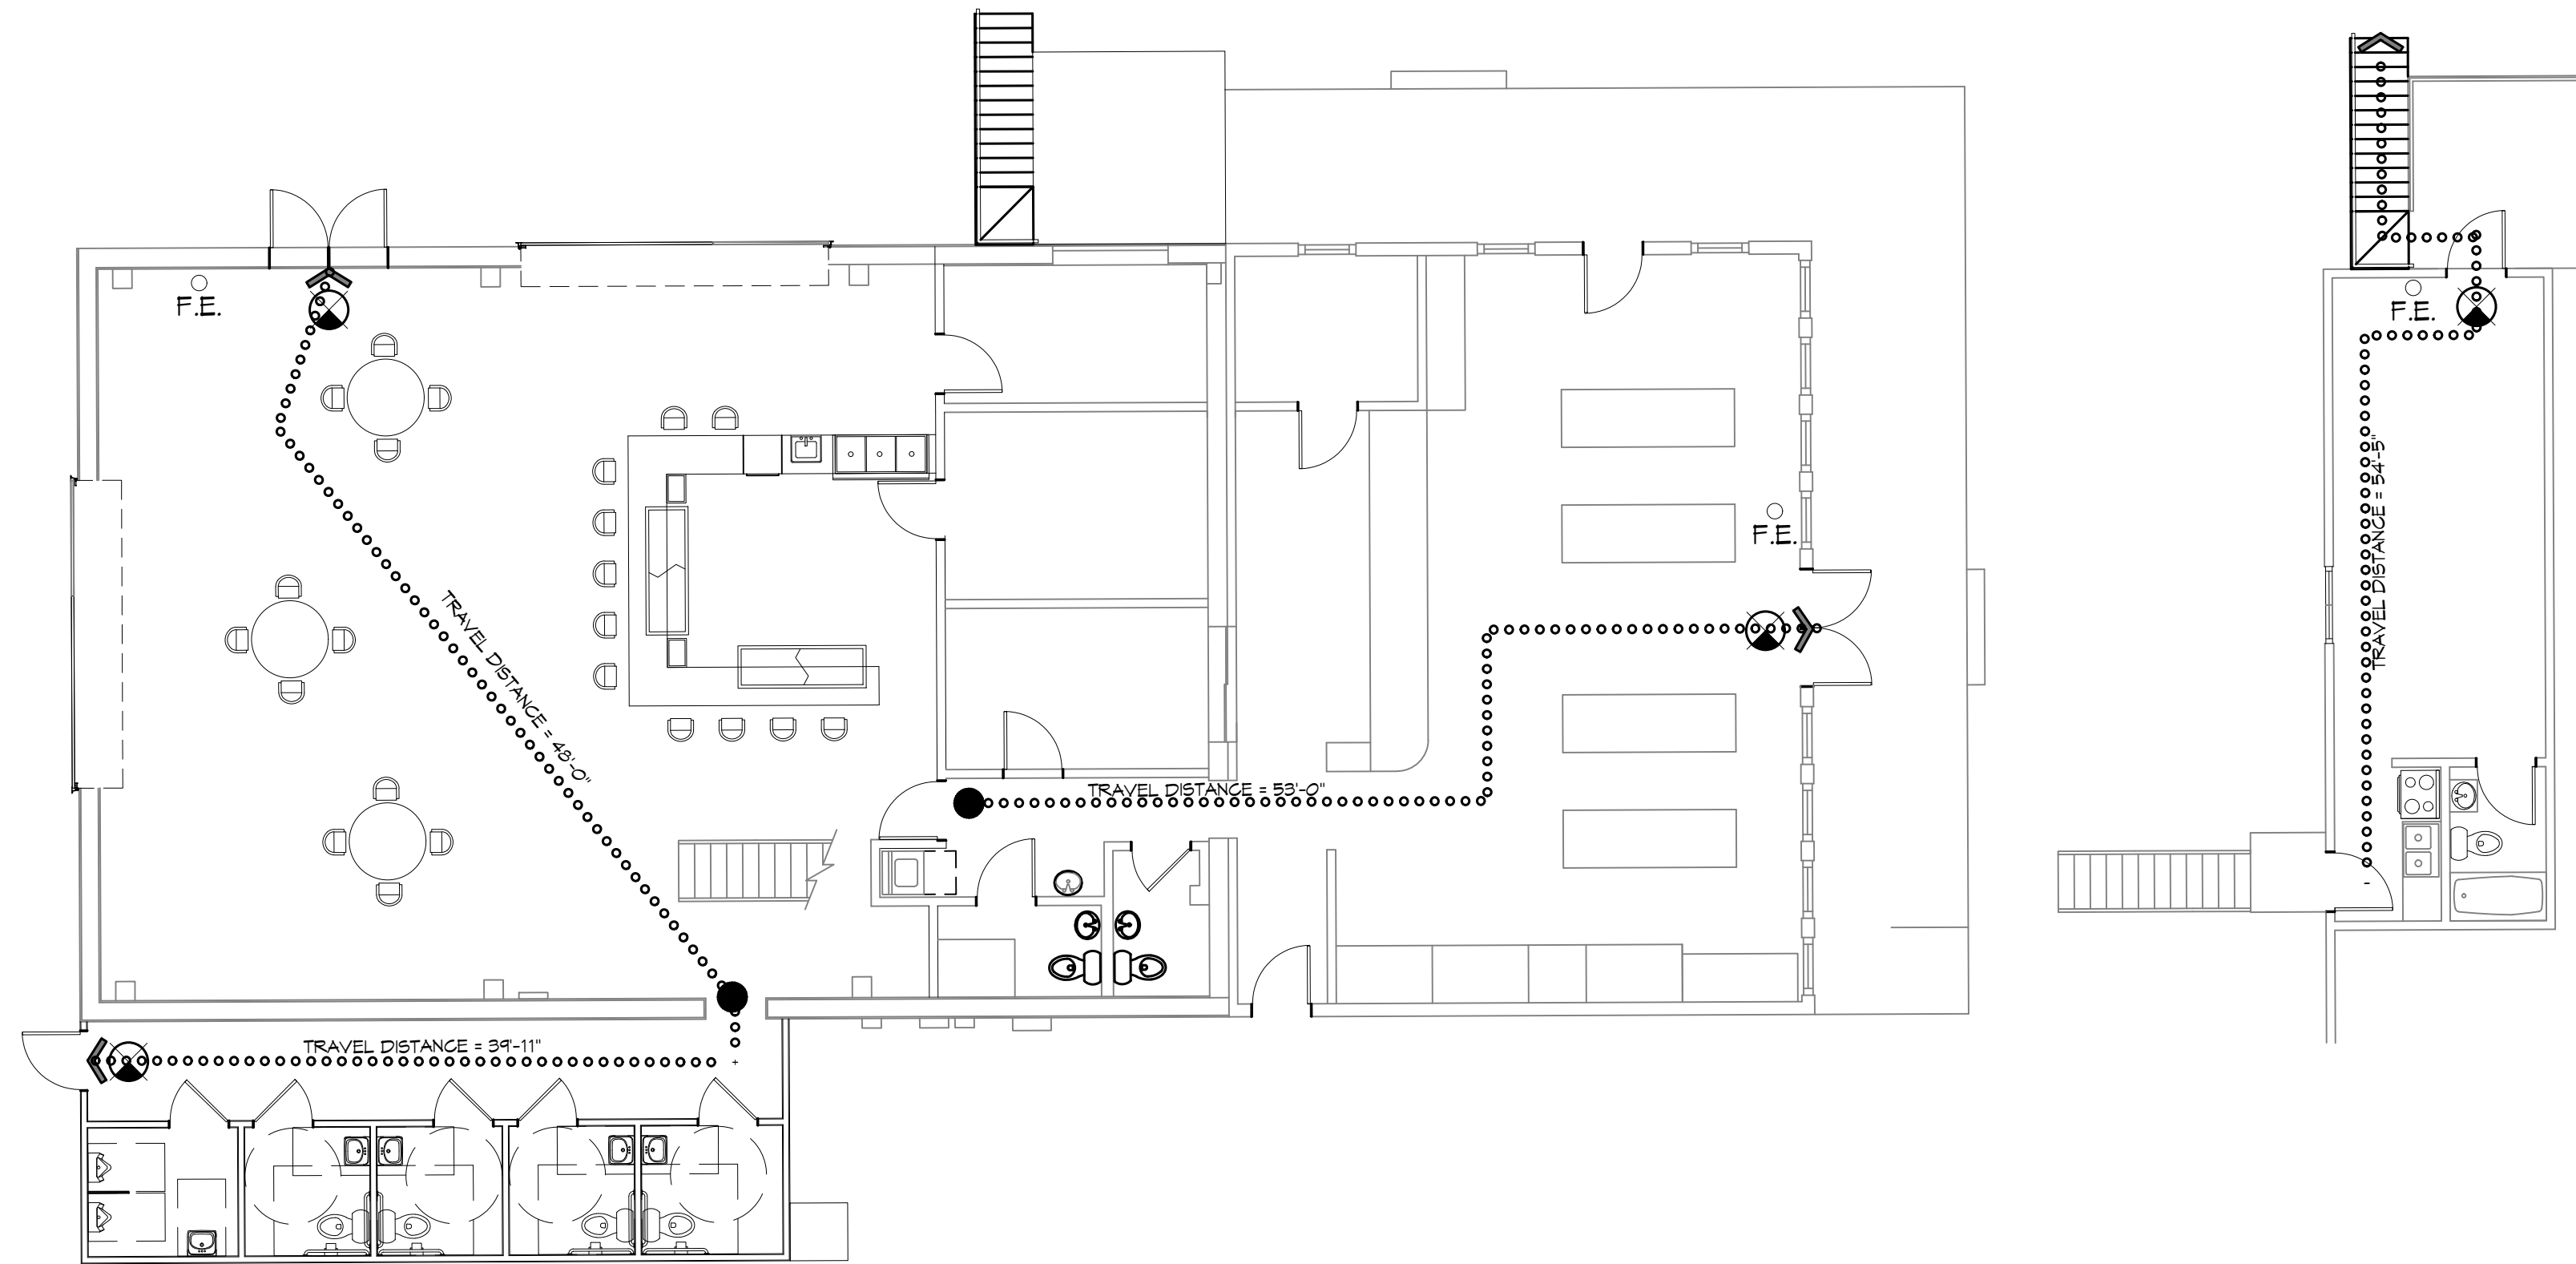 F.E.
F.E.
TRAVEL DISTANCE = 54'-5"
F.E.
TRAVEL DISTANCE = 48'-0"
TRAVEL DISTANCE = 53'-0"
TRAVEL DISTANCE = 39'-11"